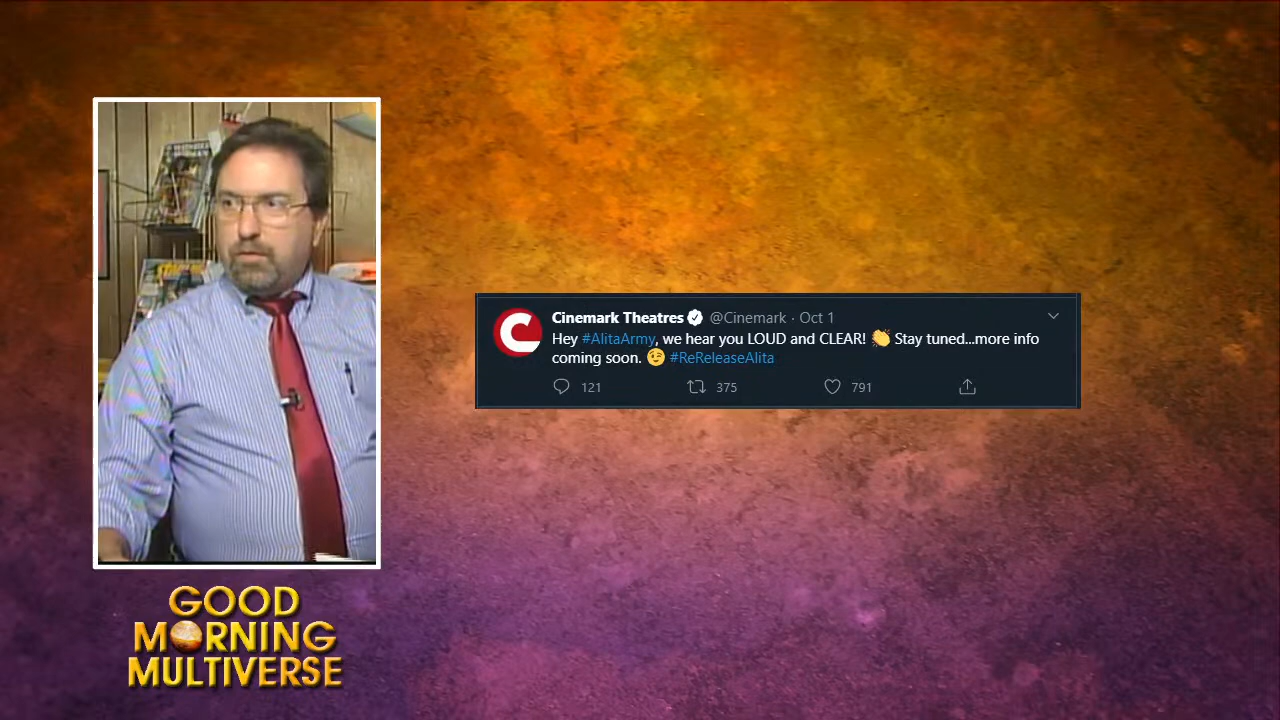 Cinemark Theatres @Cinemark · Oct 1
Hey #AlitaArmy, we hear you LOUD and CLEAR! 👏 Stay tuned...more info
coming soon. 😉 #ReReleaseAlita
121 375 791
GOOD
MORNING
MULTIVERSE